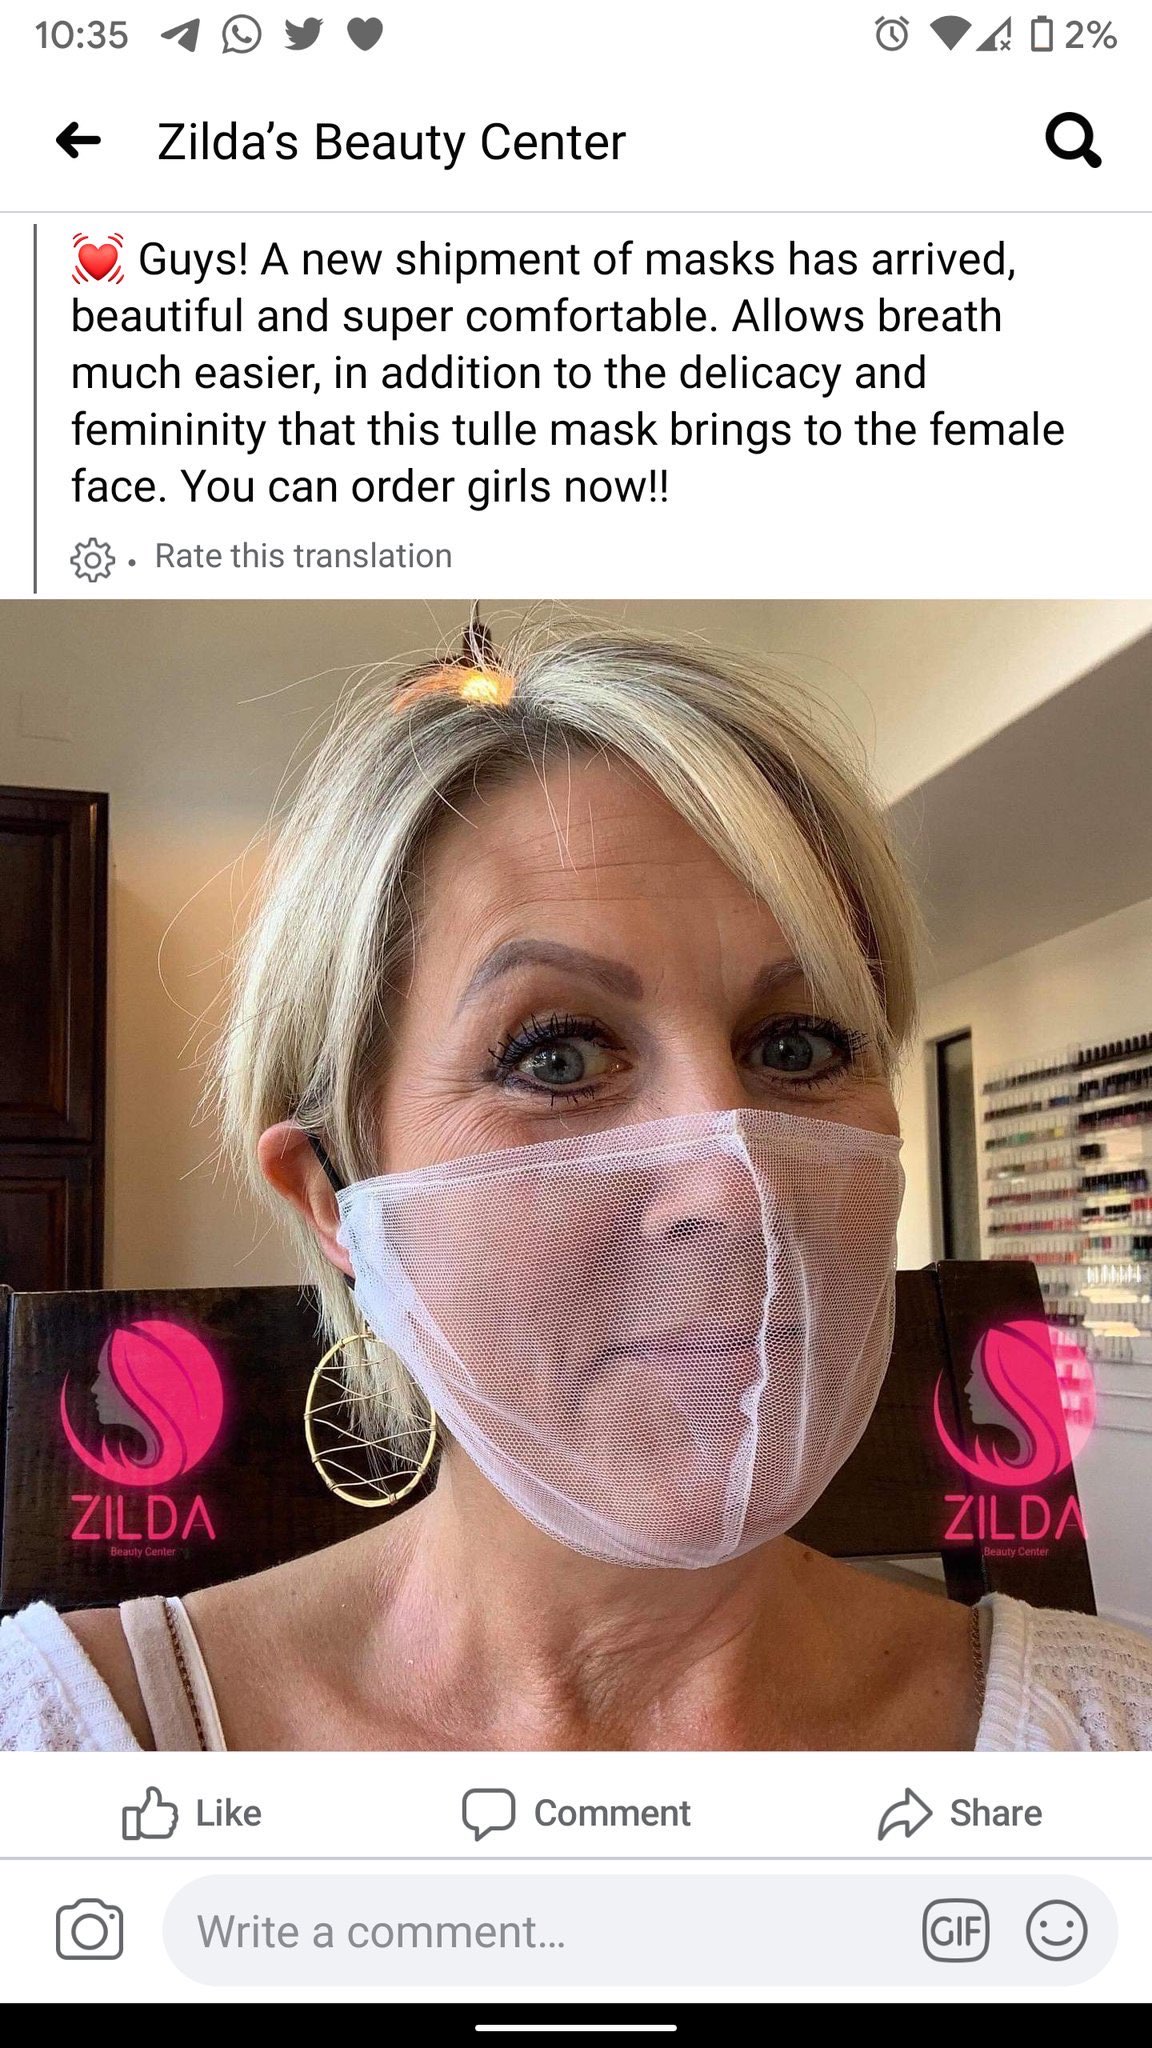 10:35 2%
Zilda’s Beauty Center
Guys! A new shipment of masks has arrived,
beautiful and super comfortable. Allows breath
much easier, in addition to the delicacy and
femininity that this tulle mask brings to the female
face. You can order girls now!!
Rate this translation
ZILDA
Beauty Center
ZILDA
Beauty Center
Like
Comment
Share
Write a comment...
GIF